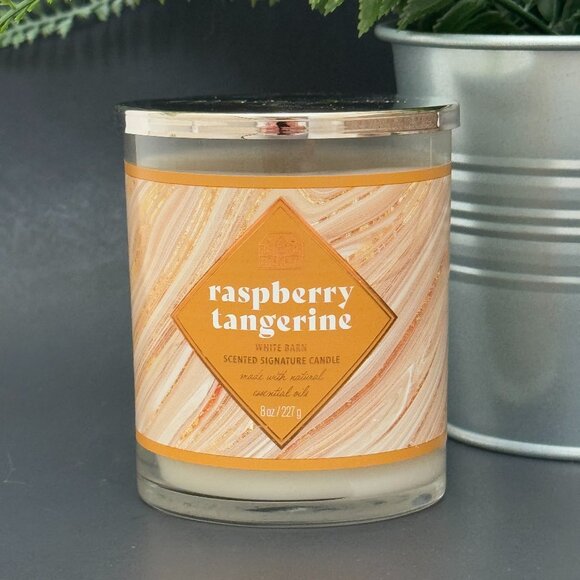 raspberry
tangerine
WHITE BARN
SCENTED SIGNATURE CANDLE
made with natural
essential oils
8 oz / 227 g